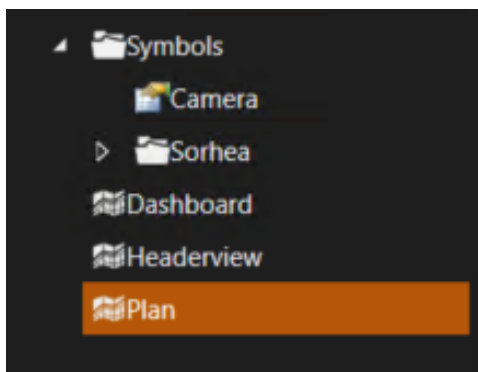 Symbols
Camera
Sorhea
Dashboard
Headerview
Plan